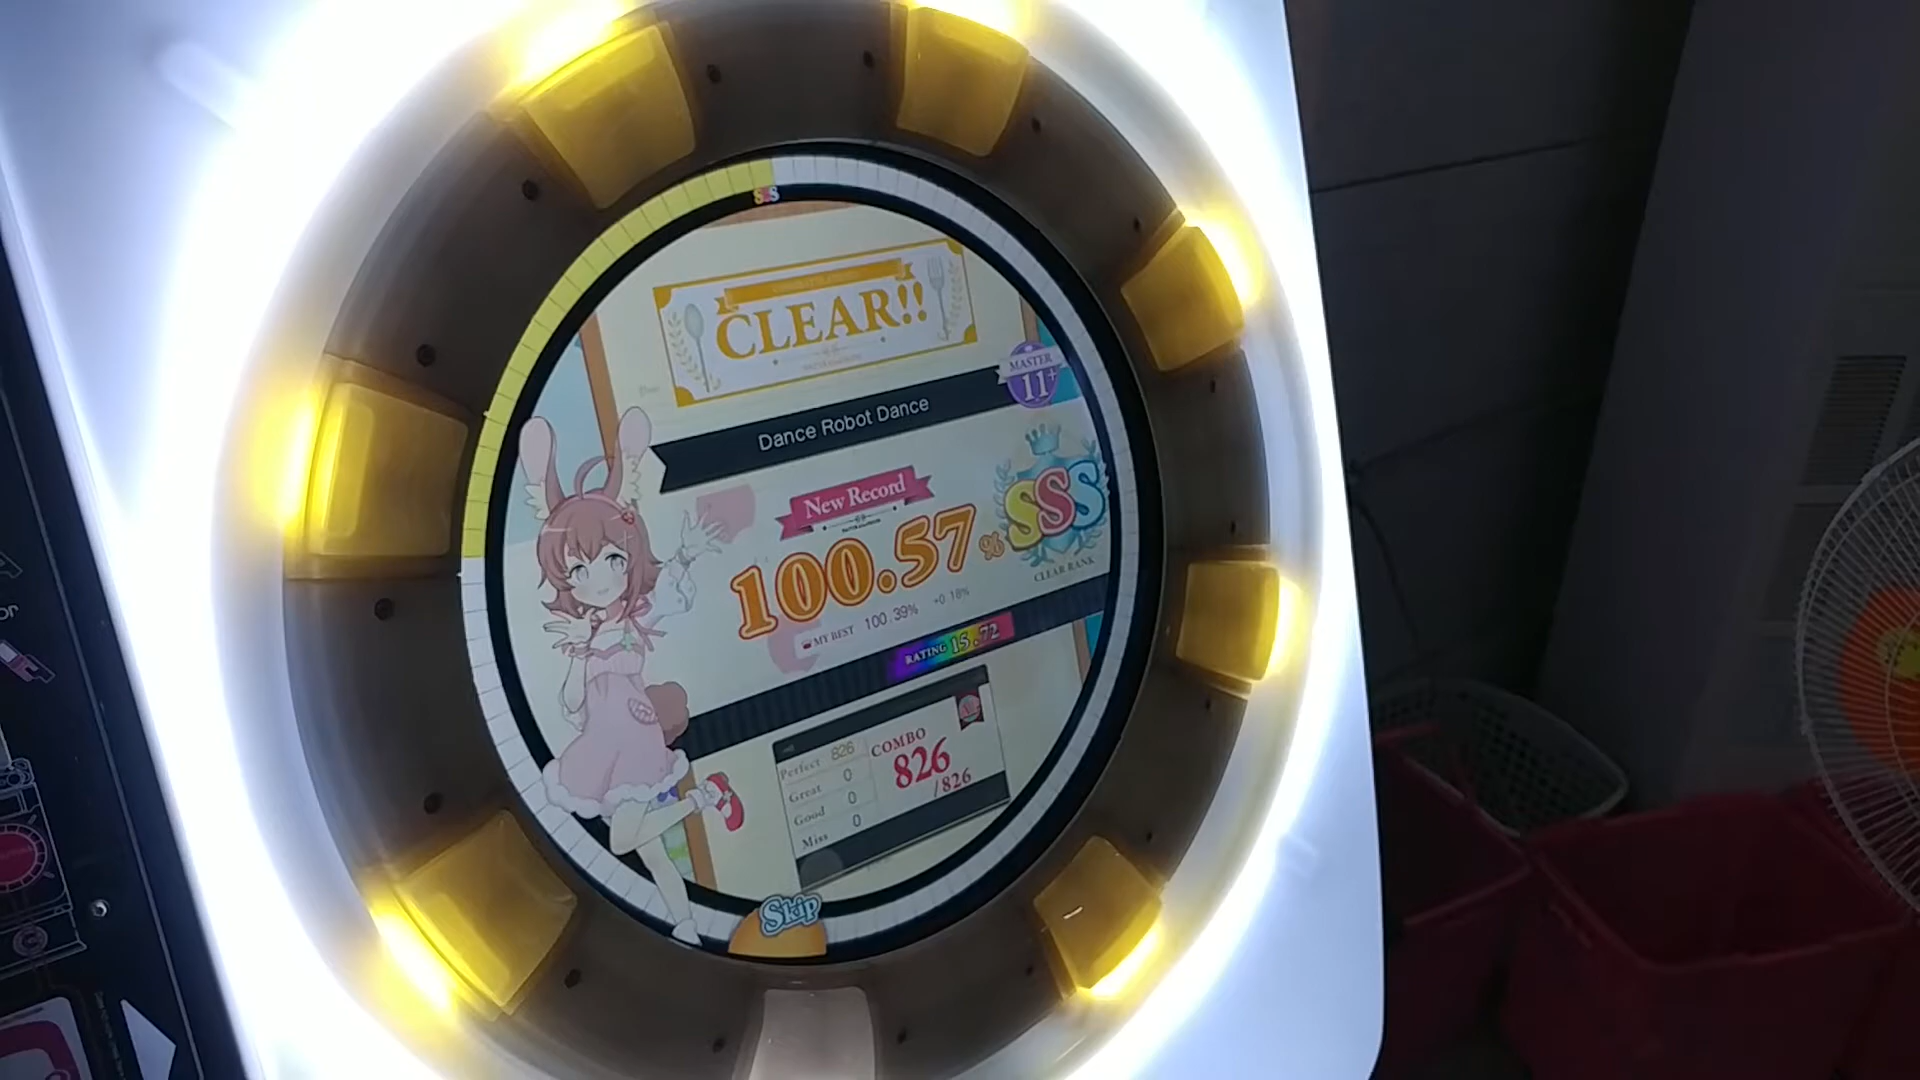 SSS
CLEAR!!
MASTER
11+
Dance Robot Dance
New Record
100.57%
SSS
CLEAR RANK
MY BEST 100.39% +0.18%
RATING 15.72
Perfect 826
Great 0
Good 0
Miss 0
COMBO
826
/826
Skip